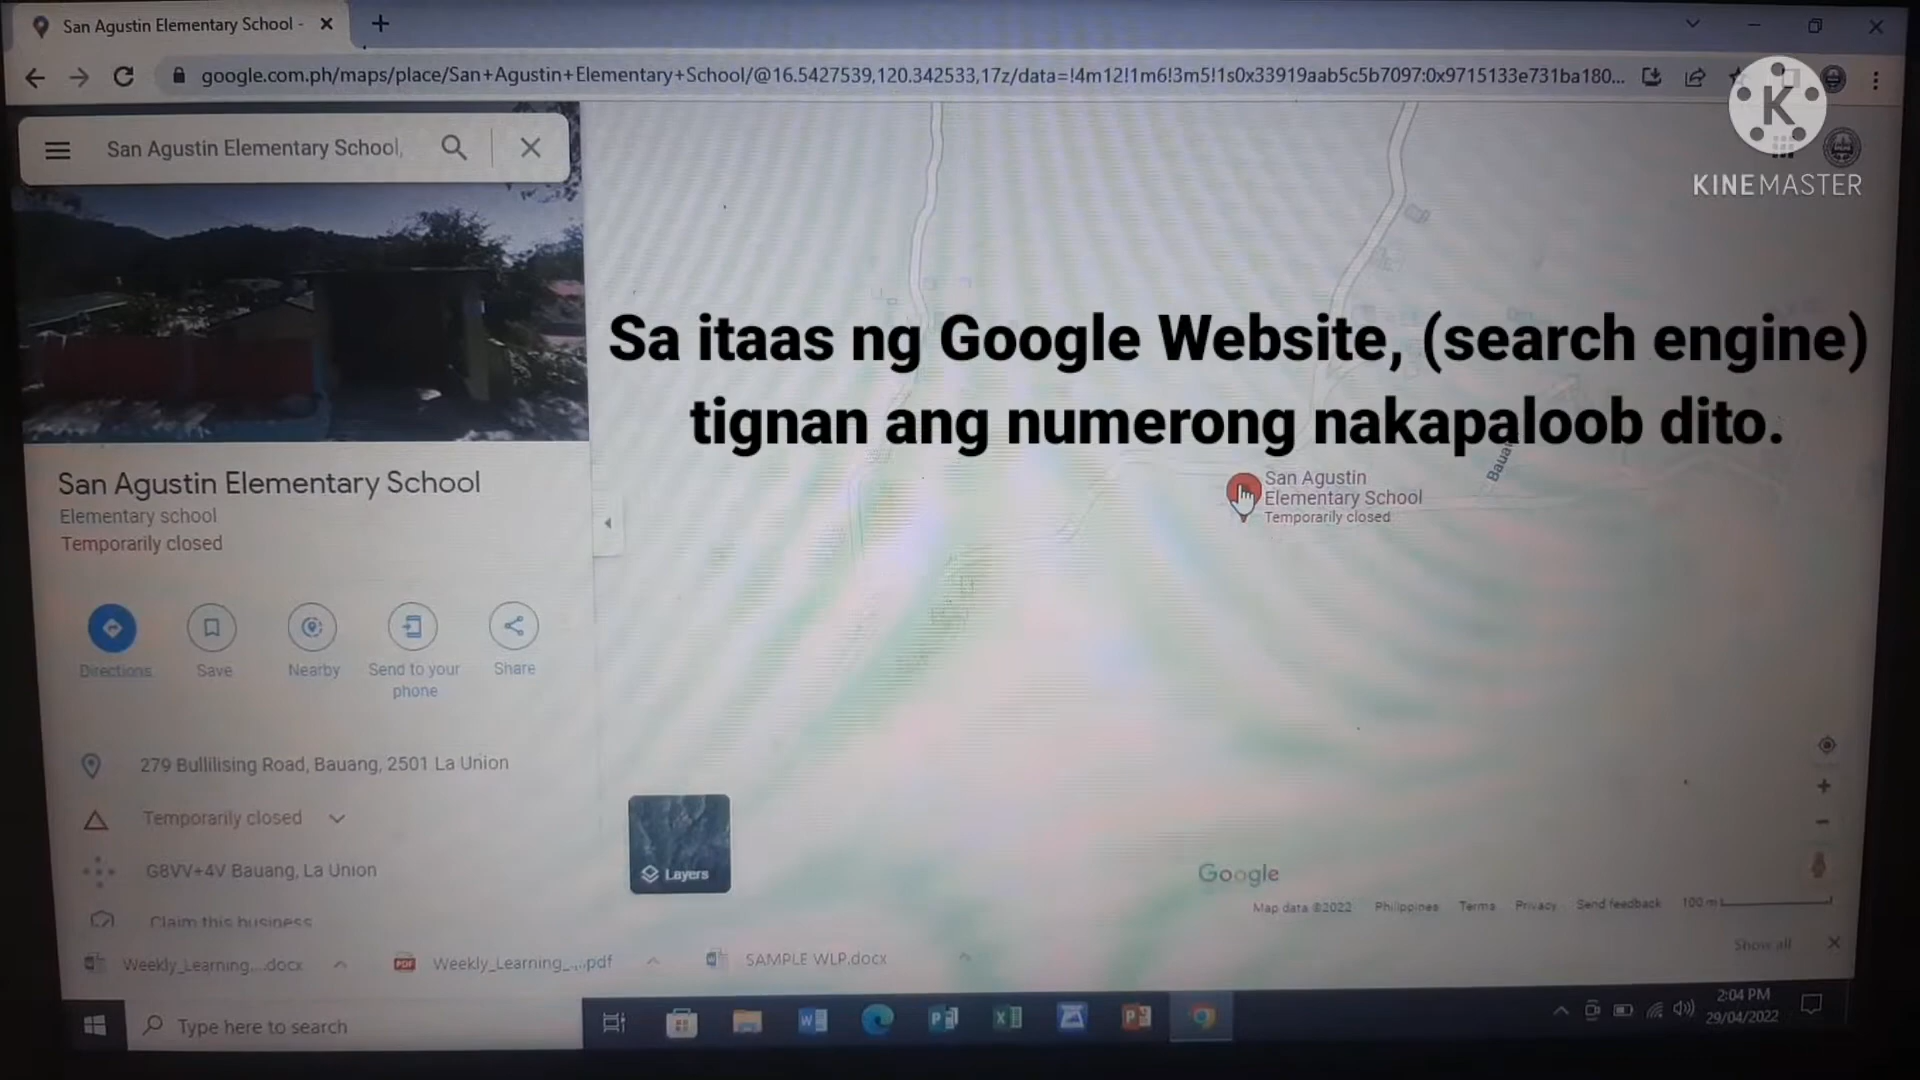 San Agustin Elementary School -
google.com.ph/maps/place/San+Agustin+Elementary+School/@16.5427539,120.342533,17z/data=!4m12!1m6!3m5!1s0x33919aab5c5b7097:0x9715133e731ba180...
San Agustin Elementary School,
K
KINEMASTER
Sa itaas ng Google Website, (search engine)
tignan ang numerong nakapaloob dito.
Bauan
San Agustin
Elementary School
Temporarily closed
San Agustin Elementary School
Elementary school
Temporarily closed
Directions
Save
Nearby
Send to your
phone
Share
279 Bullilising Road, Bauang, 2501 La Union
Temporarily closed
G8VV+4V Bauang, La Union
Claim this business
Layers
Google
Map data ©2022 Philippines Terms Privacy Send feedback 100 m
Weekly_Learning....docx
PDF
Weekly_Learning_...pdf
SAMPLE WLP.docx
Show all
Type here to search
2:04 PM
29/04/2022